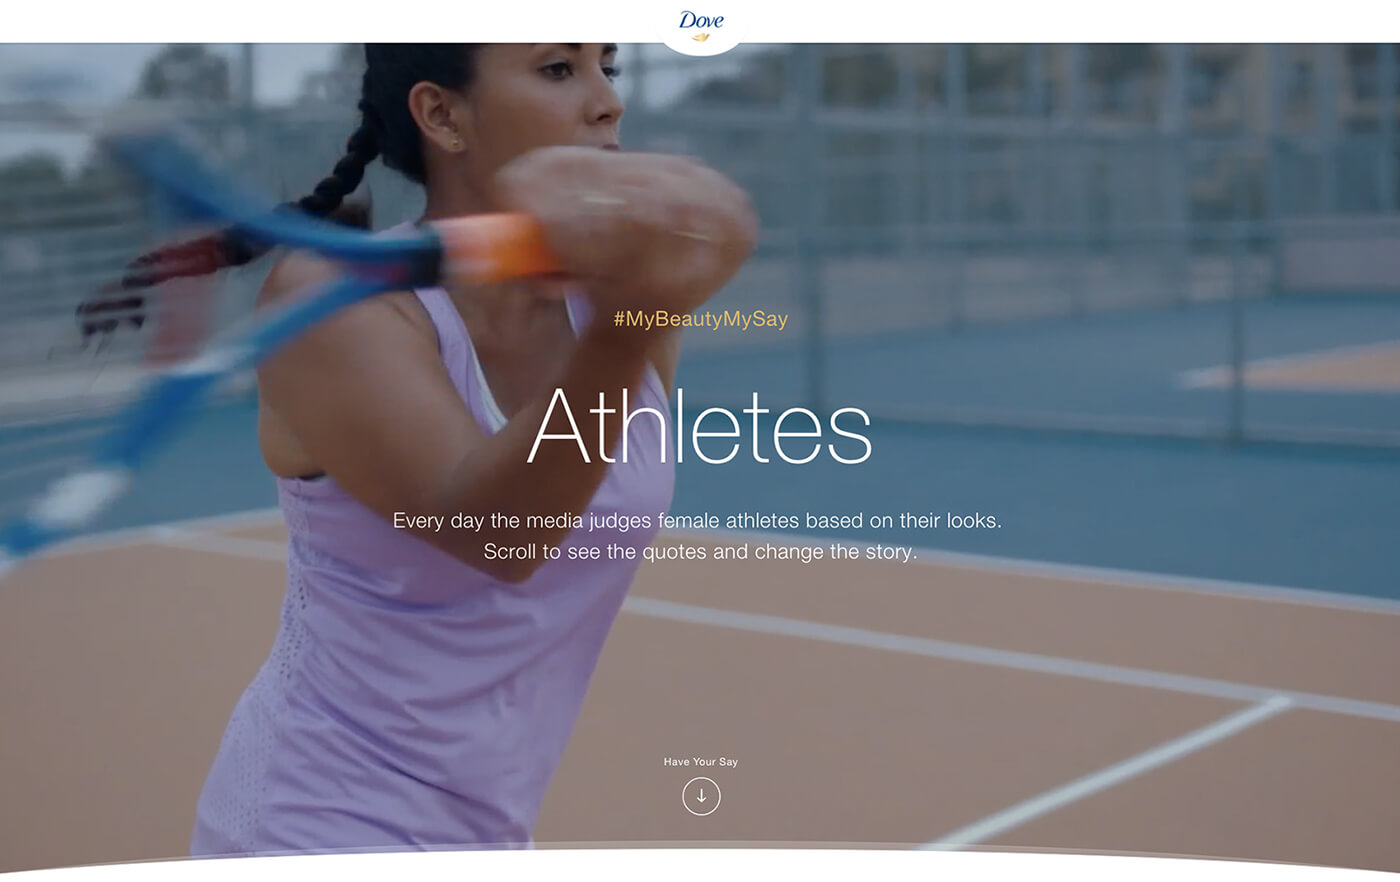 Dove
#MyBeautyMySay
Athletes
Every day the media judges female athletes based on their looks.
Scroll to see the quotes and change the story.
Have Your Say